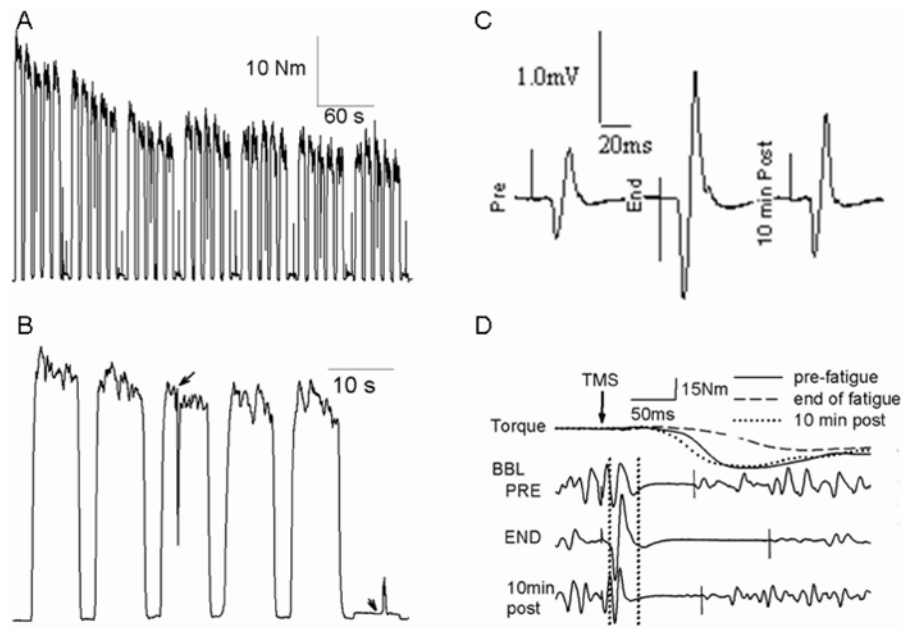 A
10 Nm
60 s
B
10 s
C
1.0mV
20ms
Pre
End
10 min Post
D
TMS
15Nm
50ms
pre-fatigue
end of fatigue
10 min post
Torque
BBL
PRE
END
10min
post